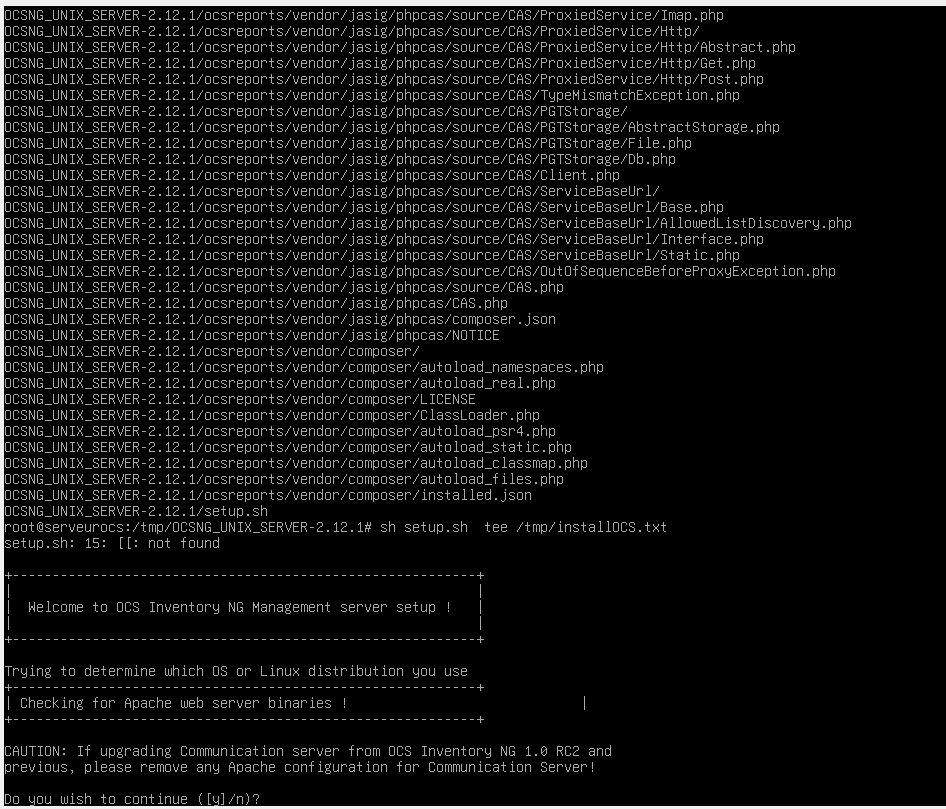 OCSNG_UNIX_SERVER-2.12.1/ocsreports/vendor/jasig/phpcas/source/CAS/ProxiedService/Imap.php
OCSNG_UNIX_SERVER-2.12.1/ocsreports/vendor/jasig/phpcas/source/CAS/ProxiedService/Http/
OCSNG_UNIX_SERVER-2.12.1/ocsreports/vendor/jasig/phpcas/source/CAS/ProxiedService/Http/Abstract.php
OCSNG_UNIX_SERVER-2.12.1/ocsreports/vendor/jasig/phpcas/source/CAS/ProxiedService/Http/Get.php
OCSNG_UNIX_SERVER-2.12.1/ocsreports/vendor/jasig/phpcas/source/CAS/ProxiedService/Http/Post.php
OCSNG_UNIX_SERVER-2.12.1/ocsreports/vendor/jasig/phpcas/source/CAS/TypeMismatchException.php
OCSNG_UNIX_SERVER-2.12.1/ocsreports/vendor/jasig/phpcas/source/CAS/PGTStorage/
OCSNG_UNIX_SERVER-2.12.1/ocsreports/vendor/jasig/phpcas/source/CAS/PGTStorage/AbstractStorage.php
OCSNG_UNIX_SERVER-2.12.1/ocsreports/vendor/jasig/phpcas/source/CAS/PGTStorage/File.php
OCSNG_UNIX_SERVER-2.12.1/ocsreports/vendor/jasig/phpcas/source/CAS/PGTStorage/Db.php
OCSNG_UNIX_SERVER-2.12.1/ocsreports/vendor/jasig/phpcas/source/CAS/Client.php
OCSNG_UNIX_SERVER-2.12.1/ocsreports/vendor/jasig/phpcas/source/CAS/ServiceBaseUrl/
OCSNG_UNIX_SERVER-2.12.1/ocsreports/vendor/jasig/phpcas/source/CAS/ServiceBaseUrl/Base.php
OCSNG_UNIX_SERVER-2.12.1/ocsreports/vendor/jasig/phpcas/source/CAS/ServiceBaseUrl/AllowedListDiscovery.php
OCSNG_UNIX_SERVER-2.12.1/ocsreports/vendor/jasig/phpcas/source/CAS/ServiceBaseUrl/Interface.php
OCSNG_UNIX_SERVER-2.12.1/ocsreports/vendor/jasig/phpcas/source/CAS/ServiceBaseUrl/Static.php
OCSNG_UNIX_SERVER-2.12.1/ocsreports/vendor/jasig/phpcas/source/CAS/OutOfSequenceBeforeProxyException.php
OCSNG_UNIX_SERVER-2.12.1/ocsreports/vendor/jasig/phpcas/source/CAS.php
OCSNG_UNIX_SERVER-2.12.1/ocsreports/vendor/jasig/phpcas/CAS.php
OCSNG_UNIX_SERVER-2.12.1/ocsreports/vendor/jasig/phpcas/composer.json
OCSNG_UNIX_SERVER-2.12.1/ocsreports/vendor/jasig/phpcas/NOTICE
OCSNG_UNIX_SERVER-2.12.1/ocsreports/vendor/composer/
OCSNG_UNIX_SERVER-2.12.1/ocsreports/vendor/composer/autoload_namespaces.php
OCSNG_UNIX_SERVER-2.12.1/ocsreports/vendor/composer/autoload_real.php
OCSNG_UNIX_SERVER-2.12.1/ocsreports/vendor/composer/LICENSE
OCSNG_UNIX_SERVER-2.12.1/ocsreports/vendor/composer/ClassLoader.php
OCSNG_UNIX_SERVER-2.12.1/ocsreports/vendor/composer/autoload_psr4.php
OCSNG_UNIX_SERVER-2.12.1/ocsreports/vendor/composer/autoload_static.php
OCSNG_UNIX_SERVER-2.12.1/ocsreports/vendor/composer/autoload_classmap.php
OCSNG_UNIX_SERVER-2.12.1/ocsreports/vendor/composer/autoload_files.php
OCSNG_UNIX_SERVER-2.12.1/ocsreports/vendor/composer/installed.json
OCSNG_UNIX_SERVER-2.12.1/setup.sh
root@serveurocs:/tmp/OCSNG_UNIX_SERVER-2.12.1# sh setup.sh  tee /tmp/installOCS.txt
setup.sh: 15: [[: not found
+----------------------------------------------------------+
|                                                          |
|  Welcome to OCS Inventory NG Management server setup !   |
|                                                          |
+----------------------------------------------------------+
Trying to determine which OS or Linux distribution you use
+----------------------------------------------------------+
| Checking for Apache web server binaries !                             |
+----------------------------------------------------------+
CAUTION: If upgrading Communication server from OCS Inventory NG 1.0 RC2 and
previous, please remove any Apache configuration for Communication Server!
Do you wish to continue ([y]/n)?